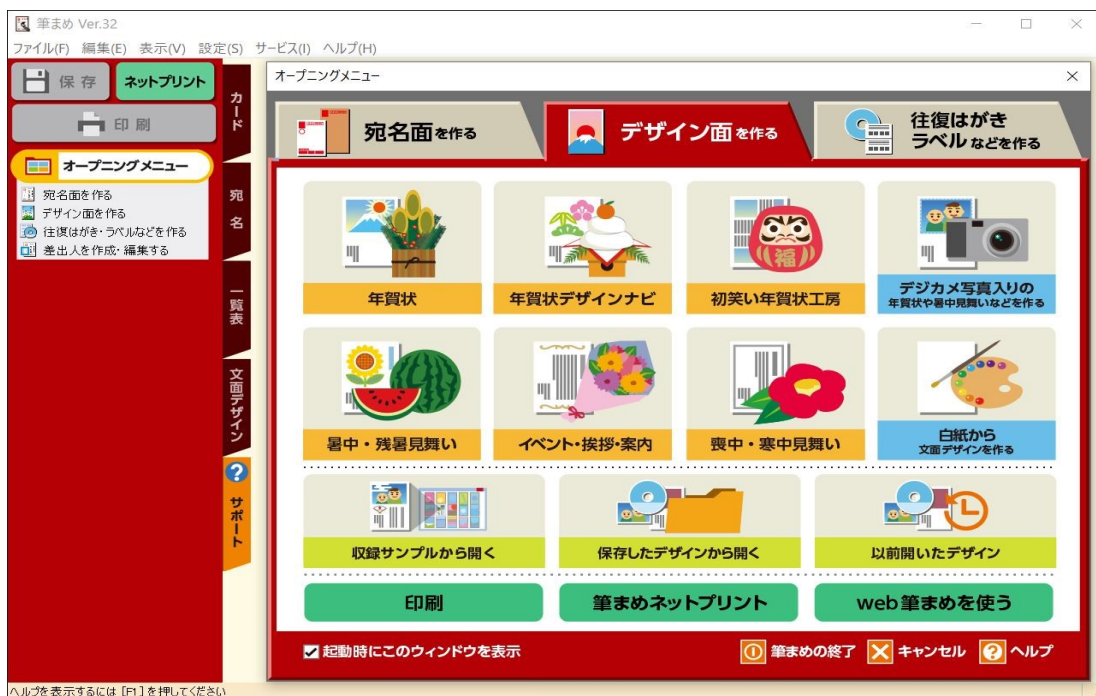 筆まめ Ver.32
ファイル(F) 編集(E) 表示(V) 設定(S) サービス(I) ヘルプ(H)
保存
ネットプリント
印刷
オープニングメニュー
宛名面を作る
デザイン面を作る
往復はがき・ラベルなどを作る
差出人を作成・編集する
カード
宛名
一覧表
文面デザイン
?
サポート
オープニングメニュー
宛名面を作る
デザイン面を作る
往復はがき
ラベルなどを作る
年賀状
年賀状デザインナビ
福
初笑い年賀状工房
デジカメ写真入りの
年賀状や暑中見舞いなどを作る
暑中・残暑見舞い
イベント・挨拶・案内
喪中・寒中見舞い
白紙から
文面デザインを作る
収録サンプルから開く
保存したデザインから開く
以前開いたデザイン
印刷
筆まめネットプリント
web筆まめを使う
起動時にこのウィンドウを表示
筆まめの終了
キャンセル
? ヘルプ
ヘルプを表示するには [F1] を押してください